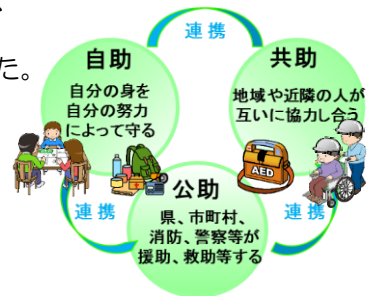 た。
連携
自助
自分の身を
自分の努力
によって守る
共助
地域や近隣の人が
互いに協力し合う
AED
公助
県、市町村、
消防、警察等が
援助、救助等する
連携
連携